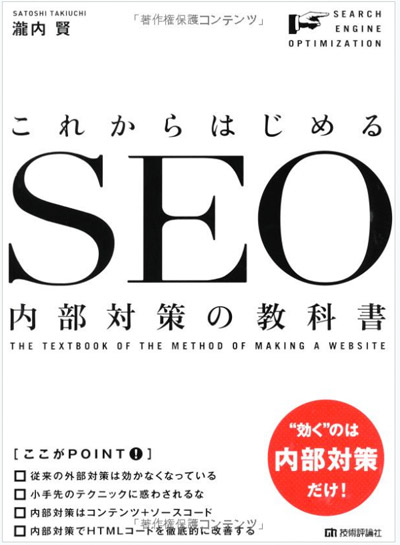 SATOSHI TAKIUCHI
瀧内 賢
「著作権保護コンテンツ」
SEARCH
ENGINE
OPTIMIZATION
これからはじめる
SEO
内部対策の教科書
THE TEXTBOOK OF THE METHOD OF MAKING A WEBSITE
“効く”のは
内部対策
だけ!
[ここがPOINT!]
従来の外部対策は効かなくなっている
小手先のテクニックに惑わされるな
内部対策はコンテンツ+ソースコード
内部対策でHTMLコードを徹底的に改善する
「著作権保護コンテンツ」
技術評論社